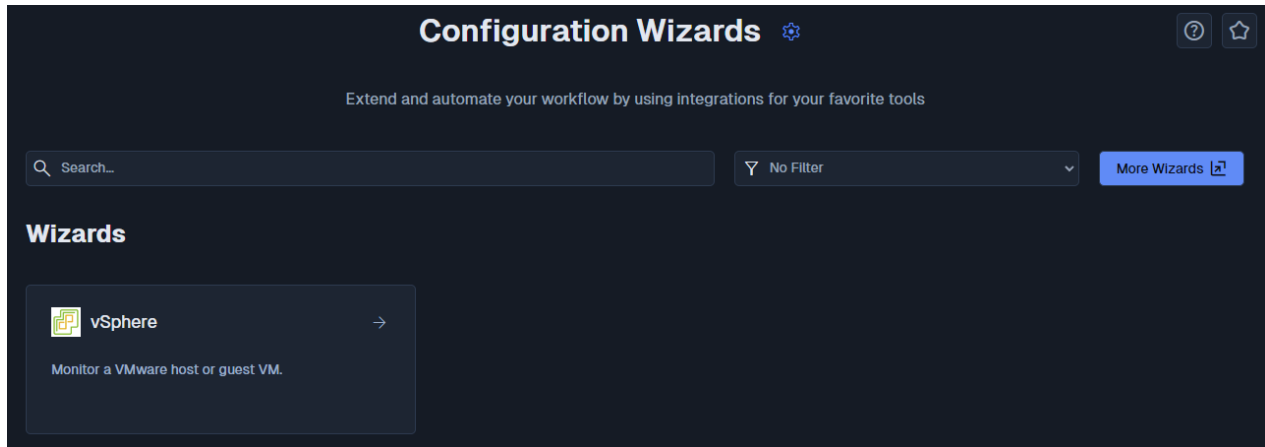 Configuration Wizards
Extend and automate your workflow by using integrations for your favorite tools
Search...
No Filter
More Wizards
Wizards
vSphere
Monitor a VMware host or guest VM.